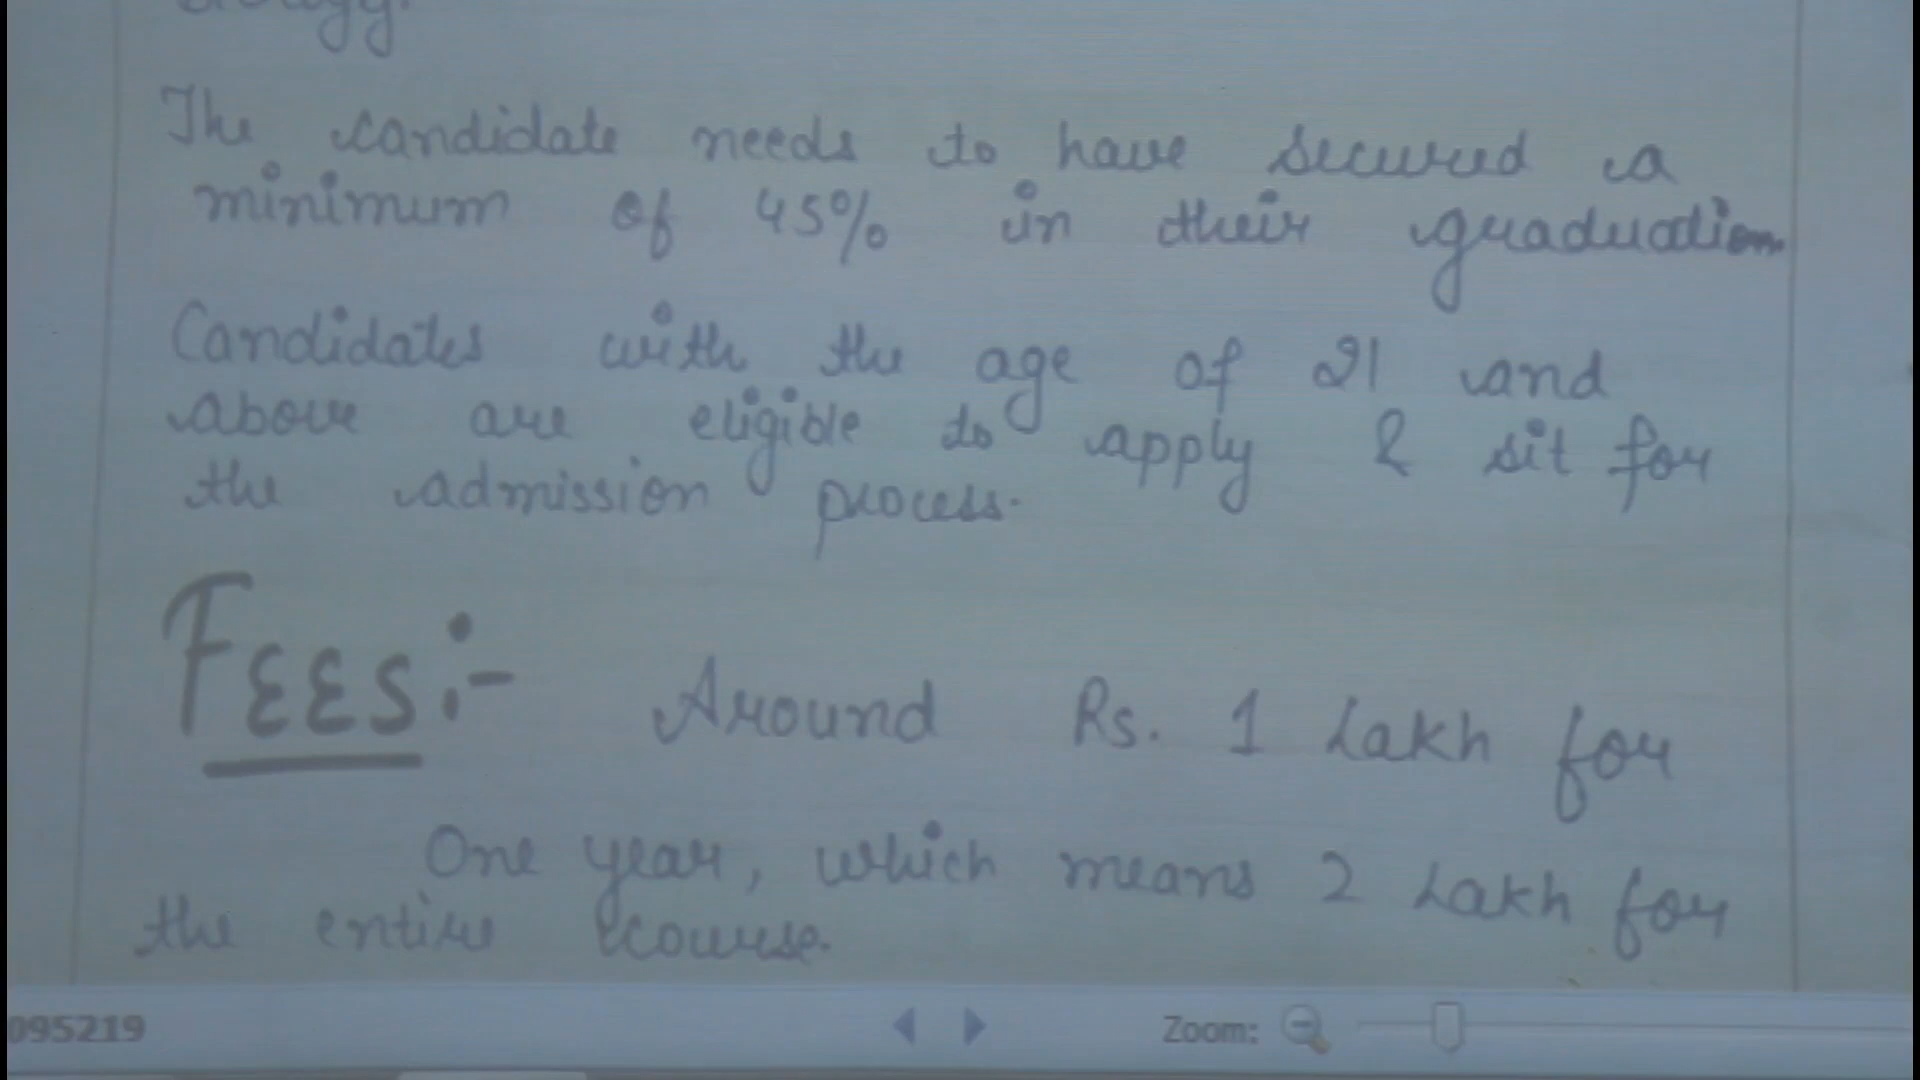 The candidate needs to have secured a
minimum of 45% in their graduation
Candidates with the age of 21 and
above are eligible to apply & sit for
the admission process.
FEES:-
Around Rs. 1 Lakh for
One year, which means 2 Lakh for
the entire course.
095219
Zoom: